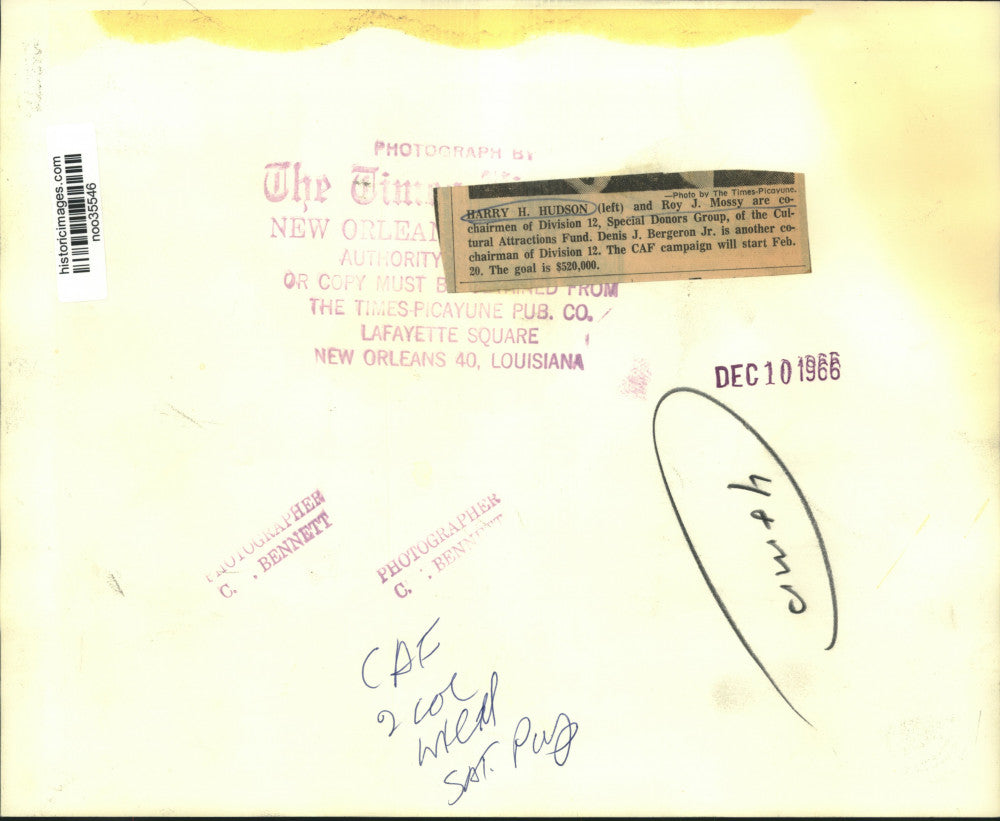 historicimages.com
noo35546
PHOTOGRAPH BY
The Tim
NEW ORLEAN
AUTHORITY
OR COPY MUST B AINED FROM
THE TIMES-PICAYUNE PUB. CO.
LAFAYETTE SQUARE
NEW ORLEANS 40, LOUISIANA
—Photo by The Times-Picayune.
HARRY H. HUDSON (left) and Roy J. Mossy are co-
chairmen of Division 12, Special Donors Group, of the Cul-
tural Attractions Fund. Denis J. Bergeron Jr. is another co-
chairman of Division 12. The CAF campaign will start Feb.
20. The goal is $520,000.
DEC 10 1966
PHOTOGRAPHER
C. . BENNETT
PHOTOGRAPHER
C. . BENNETT
CAF
2 COL
SAT.